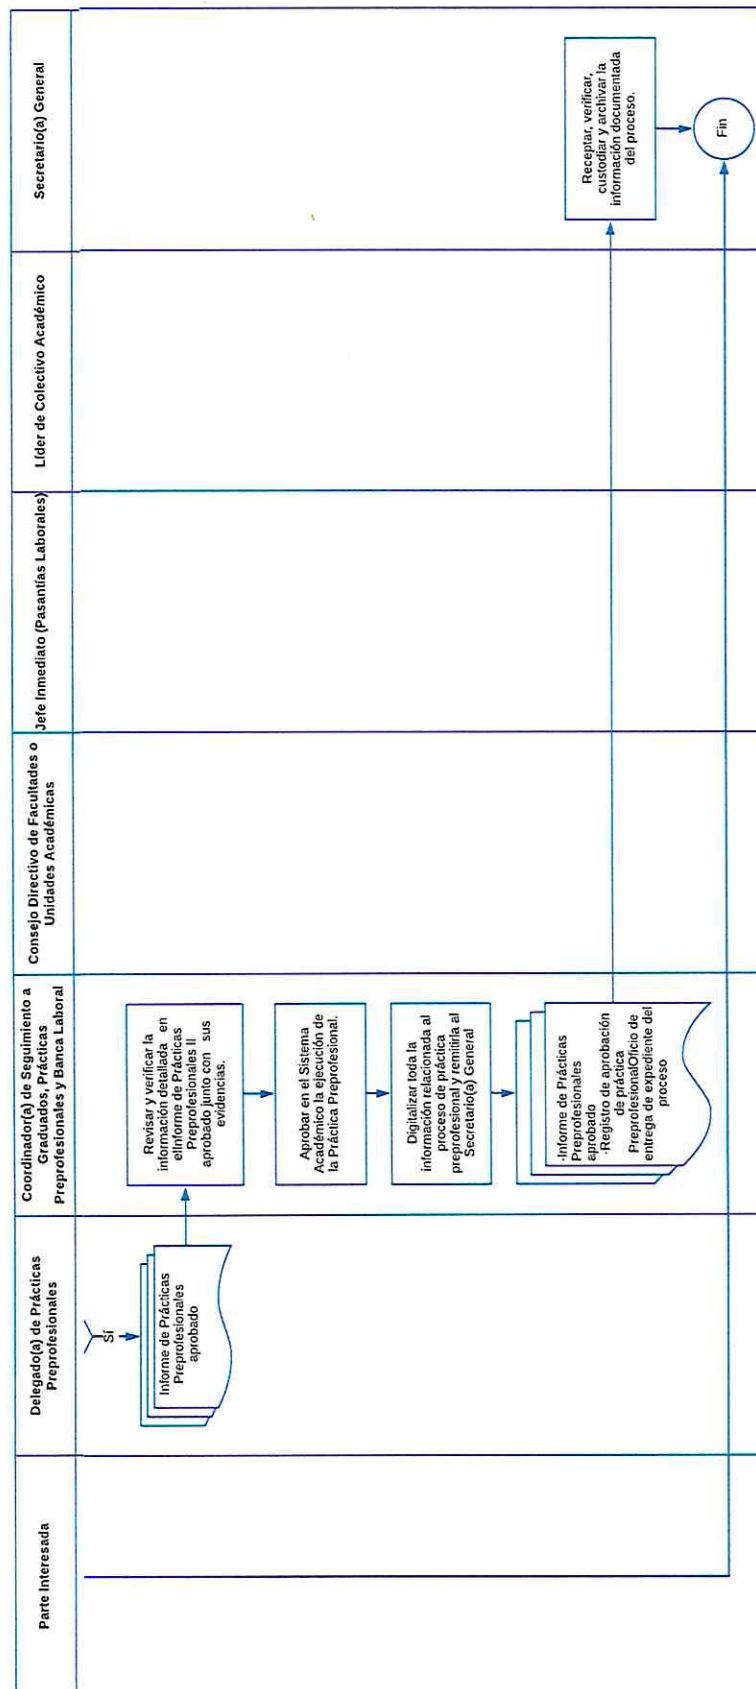 Parte Interesada
Delegado(a) de Prácticas
Preprofesionales
Coordinador(a) de Seguimiento a
Graduados, Prácticas
Preprofesionales y Banca Laboral
Consejo Directivo de Facultades o
Unidades Académicas
Jefe Inmediato (Pasantías Laborales)
Líder de Colectivo Académico
Secretario(a) General
Sí
Informe de Prácticas
Preprofesionales
aprobado
Revisar y verificar la
información detallada en
elInforme de Prácticas
Preprofesionales II
aprobado junto con sus
evidencias.
Aprobar en el Sistema
Académico la ejecución de
la Práctica Preprofesional.
Digitalizar toda la
información relacionada al
proceso de práctica
preprofesional y remitirla al
Secretario(a) General
-Informe de Prácticas
Preprofesionales
aprobado
-Registro de aprobación
de práctica
PreprofesionalOficio de
entrega de expediente del
proceso
Receptar, verificar,
custodiar y archivar la
información documentada
del proceso.
Fin